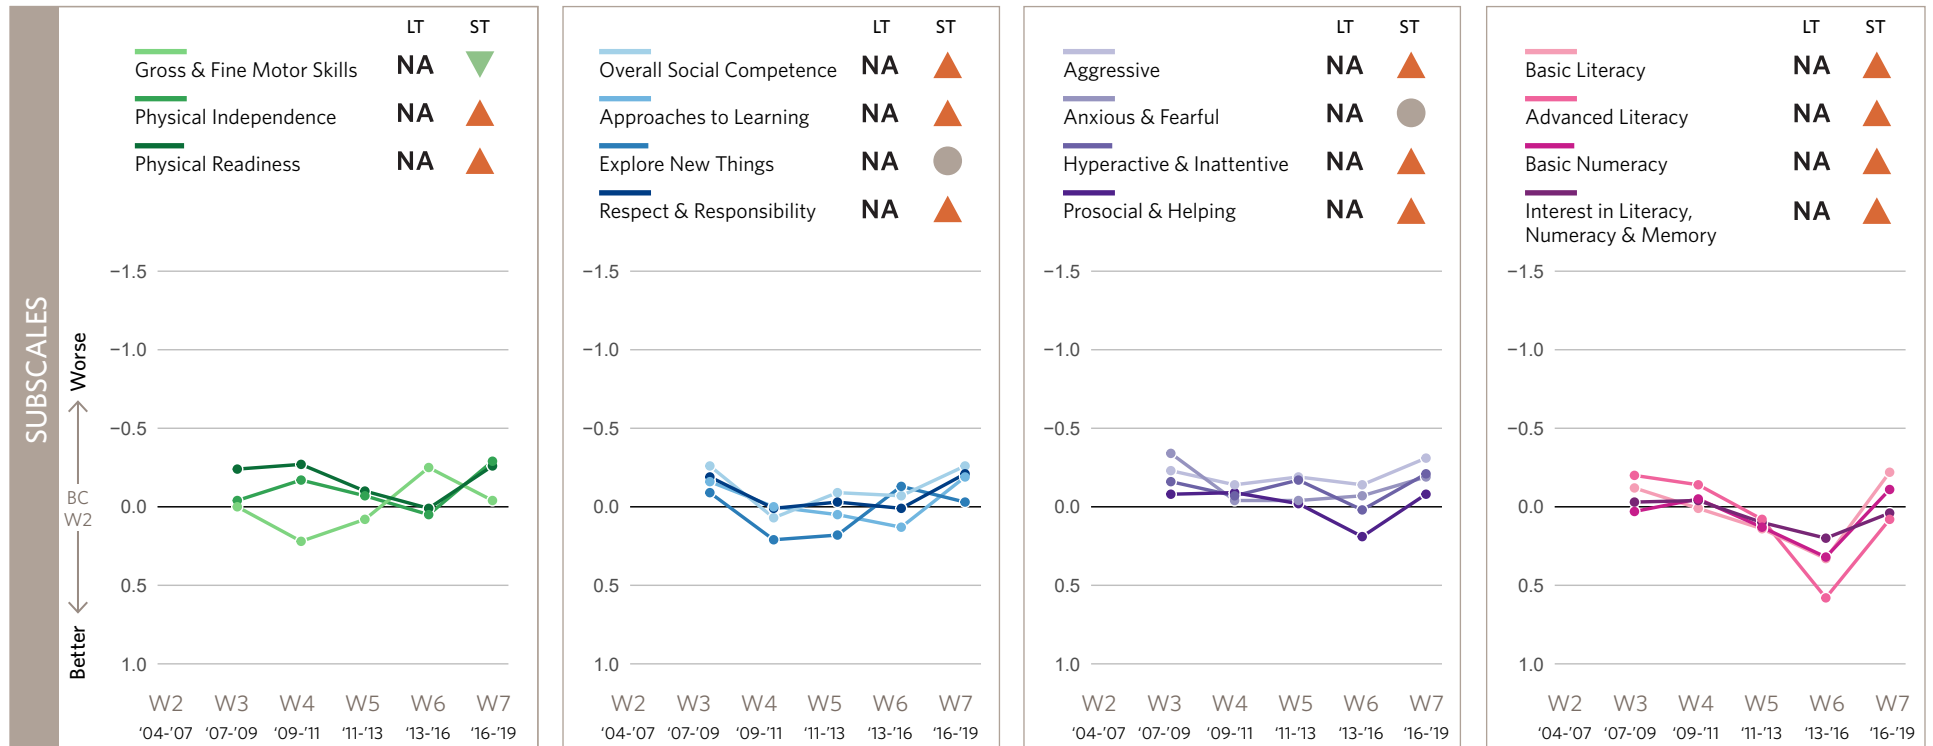 SUBSCALES
Worse
BC
W2
Better
LT ST
Gross & Fine Motor Skills NA
Physical Independence NA
Physical Readiness NA
−1.5
−1.0
−0.5
0.0
0.5
1.0
W2 W3 W4 W5 W6 W7
‘04-’07 ‘07-’09 ‘09-’11 ‘11-’13 ‘13-’16 ‘16-’19
LT ST
Overall Social Competence NA
Approaches to Learning NA
Explore New Things NA
Respect & Responsibility NA
−1.5
−1.0
−0.5
0.0
0.5
1.0
W2 W3 W4 W5 W6 W7
‘04-’07 ‘07-’09 ‘09-’11 ‘11-’13 ‘13-’16 ‘16-’19
LT ST
Aggressive NA
Anxious & Fearful NA
Hyperactive & Inattentive NA
Prosocial & Helping NA
−1.5
−1.0
−0.5
0.0
0.5
1.0
W2 W3 W4 W5 W6 W7
‘04-’07 ‘07-’09 ‘09-’11 ‘11-’13 ‘13-’16 ‘16-’19
LT ST
Basic Literacy NA
Advanced Literacy NA
Basic Numeracy NA
Interest in Literacy, NA
Numeracy & Memory
−1.5
−1.0
−0.5
0.0
0.5
1.0
W2 W3 W4 W5 W6 W7
‘04-’07 ‘07-’09 ‘09-’11 ‘11-’13 ‘13-’16 ‘16-’19